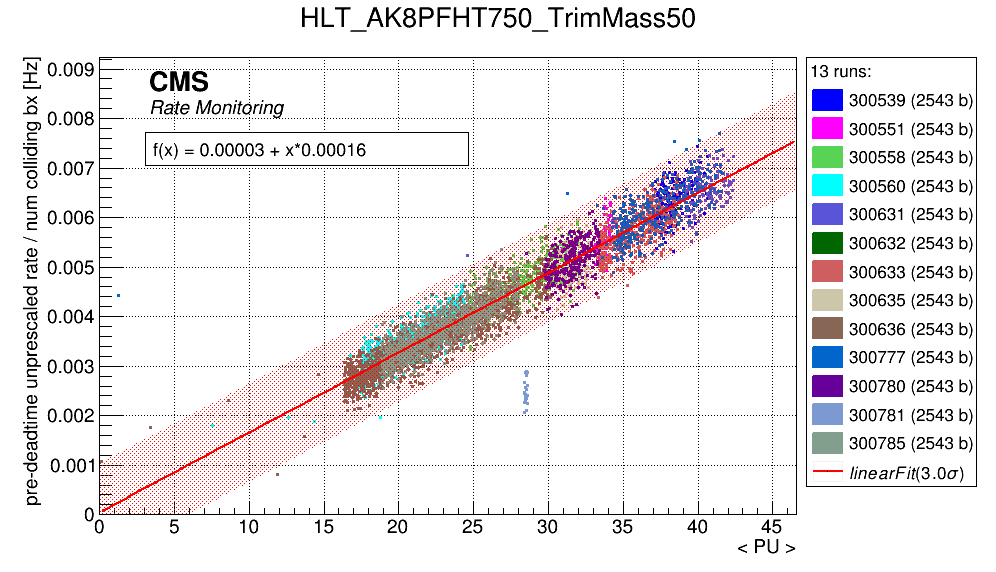 HLT_AK8PFHT750_TrimMass50
pre-deadtime unprescaled rate / num colliding bx [Hz]
0.009
0.008
0.007
0.006
0.005
0.004
0.003
0.002
0.001
0
CMS
Rate Monitoring
f(x) = 0.00003 + x*0.00016
0 5 10 15 20 25 30 35 40 45
< PU >
13 runs:
300539 (2543 b)
300551 (2543 b)
300558 (2543 b)
300560 (2543 b)
300631 (2543 b)
300632 (2543 b)
300633 (2543 b)
300635 (2543 b)
300636 (2543 b)
300777 (2543 b)
300780 (2543 b)
300781 (2543 b)
300785 (2543 b)
linearFit(3.0σ)